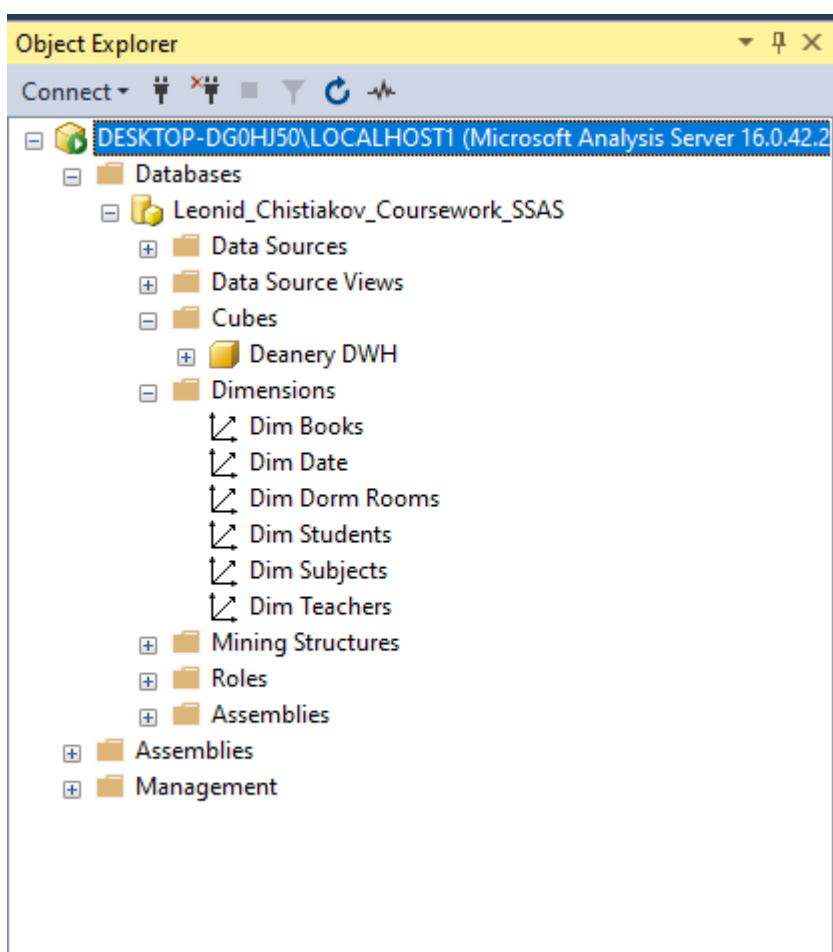 Object Explorer
Connect
DESKTOP-DG0HJ50\LOCALHOST1 (Microsoft Analysis Server 16.0.42.2
Databases
Leonid_Chistiakov_Coursework_SSAS
Data Sources
Data Source Views
Cubes
Deanery DWH
Dimensions
Dim Books
Dim Date
Dim Dorm Rooms
Dim Students
Dim Subjects
Dim Teachers
Mining Structures
Roles
Assemblies
Assemblies
Management